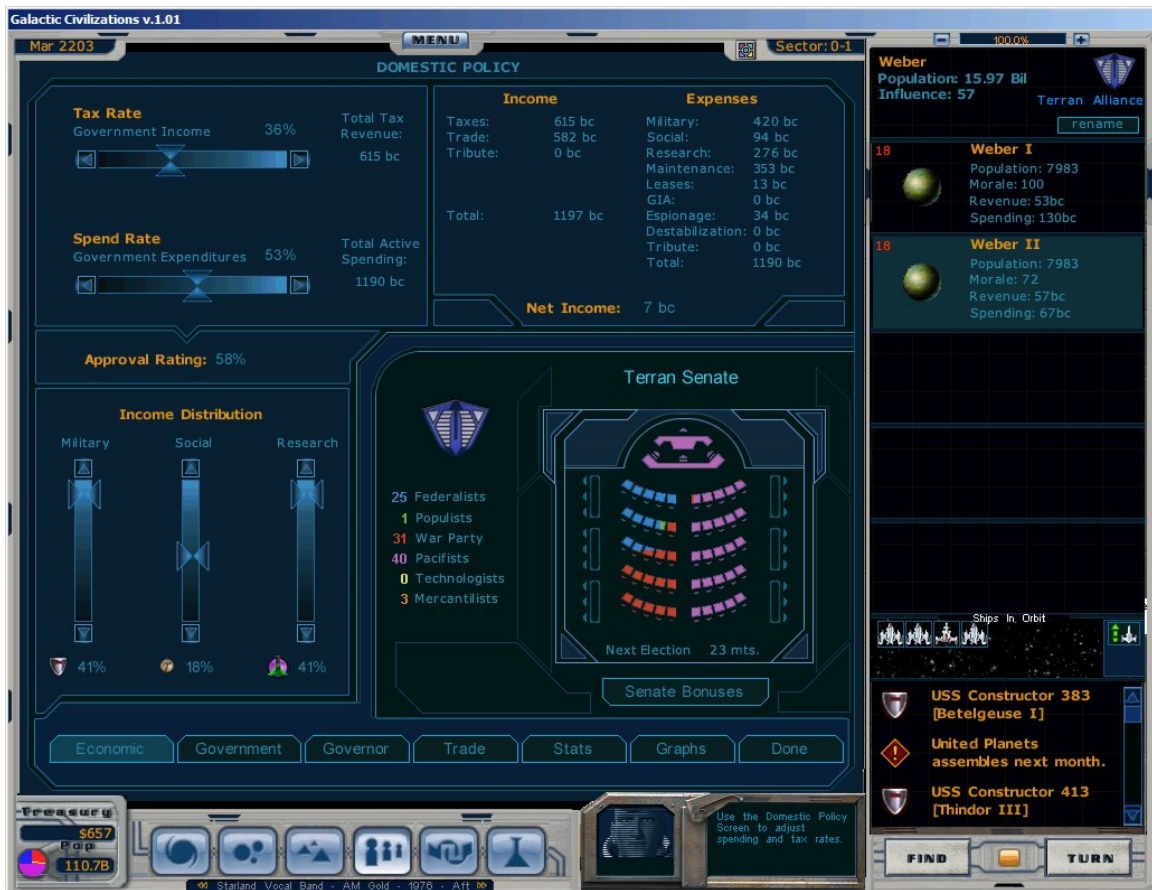 Galactic Civilizations v.1.01
Mar 2203
MENU
Sector: 0-1
DOMESTIC POLICY
Tax Rate
Government Income 36%
Total Tax
Revenue:
615 bc
Spend Rate
Government Expenditures 53%
Total Active
Spending:
1190 bc
Income
Taxes: 615 bc
Trade: 582 bc
Tribute: 0 bc
Total: 1197 bc
Expenses
Military: 420 bc
Social: 94 bc
Research: 276 bc
Maintenance: 353 bc
Leases: 13 bc
GIA: 0 bc
Espionage: 34 bc
Destabilization: 0 bc
Tribute: 0 bc
Total: 1190 bc
Net Income: 7 bc
Approval Rating: 58%
Income Distribution
Military Social Research
41% 18% 41%
Terran Senate
25 Federalists
1 Populists
31 War Party
40 Pacifists
0 Technologists
3 Mercantilists
Next Election 23 mts.
Senate Bonuses
Economic Government Governor Trade Stats Graphs Done
Treasury
$657
Pop
110.7B
Starland Vocal Band - AM Gold - 1976 - Aft
Use the Domestic Policy
Screen to adjust
spending and tax rates.
100.0%
Weber
Population: 15.97 Bil
Influence: 57
Terran Alliance
rename
18 Weber I
Population: 7983
Morale: 100
Revenue: 53bc
Spending: 130bc
18 Weber II
Population: 7983
Morale: 72
Revenue: 57bc
Spending: 67bc
Ships In Orbit
USS Constructor 383
[Betelgeuse I]
United Planets
assembles next month.
USS Constructor 413
[Thindor III]
FIND TURN